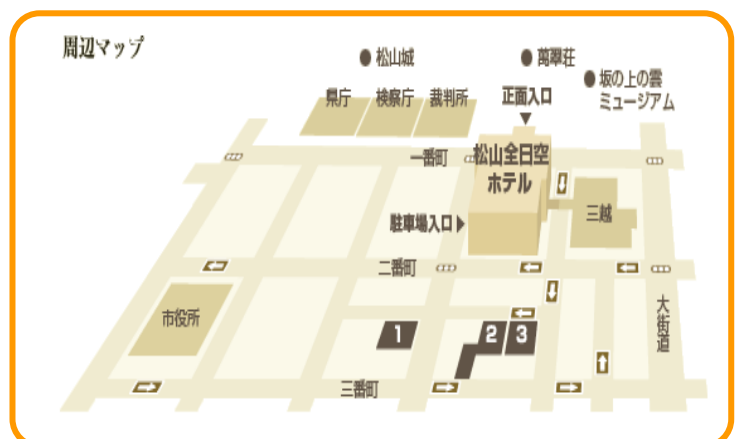 周辺マップ
松山城
萬翠荘
坂の上の雲
ミュージアム
県庁
検察庁
裁判所
正面入口
一番町
松山全日空
ホテル
三越
駐車場入口
二番町
市役所
大街道
1
2
3
三番町